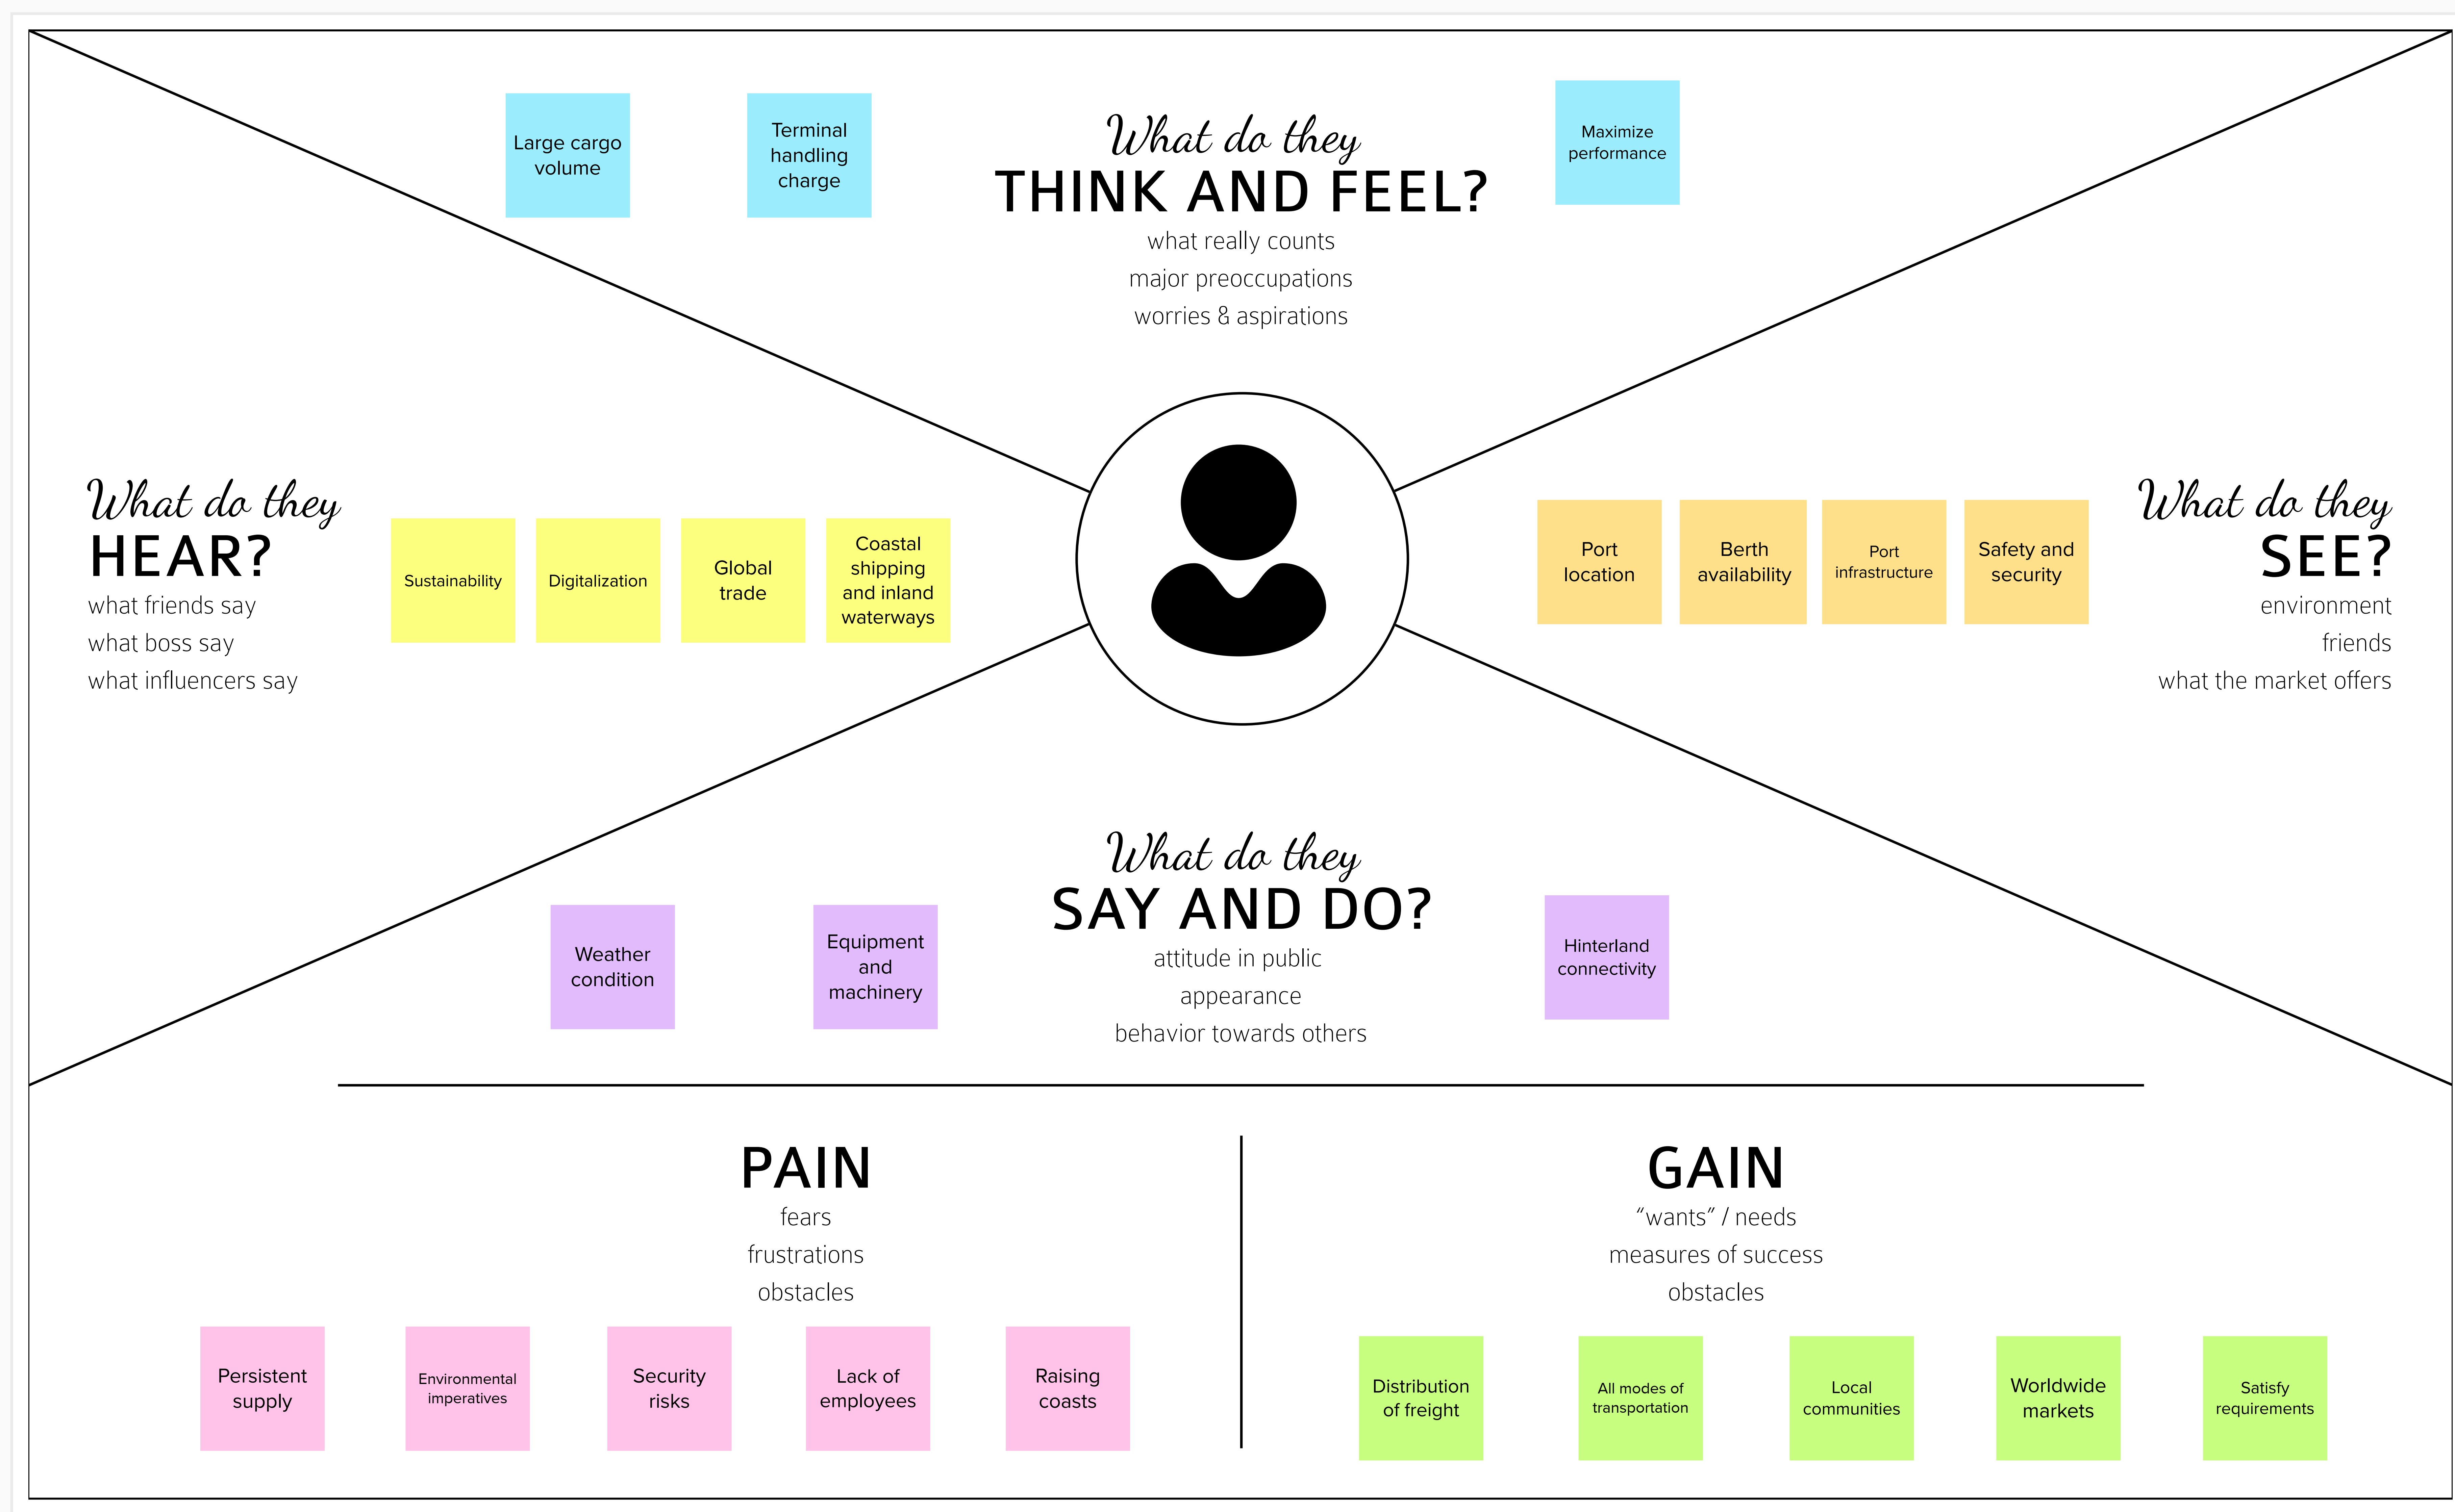 Large cargo
volume
Terminal
handling
charge
What do they
THINK AND FEEL?
what really counts
major preoccupations
worries & aspirations
Maximize
performance
What do they
HEAR?
what friends say
what boss say
what influencers say
Sustainability
Digitalization
Global
trade
Coastal
shipping
and inland
waterways
Port
location
Berth
availability
Port
infrastructure
Safety and
security
What do they
SEE?
environment
friends
what the market offers
Weather
condition
Equipment
and
machinery
What do they
SAY AND DO?
attitude in public
appearance
behavior towards others
Hinterland
connectivity
PAIN
fears
frustrations
obstacles
Persistent
supply
Environmental
imperatives
Security
risks
Lack of
employees
Raising
coasts
GAIN
“wants” / needs
measures of success
obstacles
Distribution
of freight
All modes of
transportation
Local
communities
Worldwide
markets
Satisfy
requirements